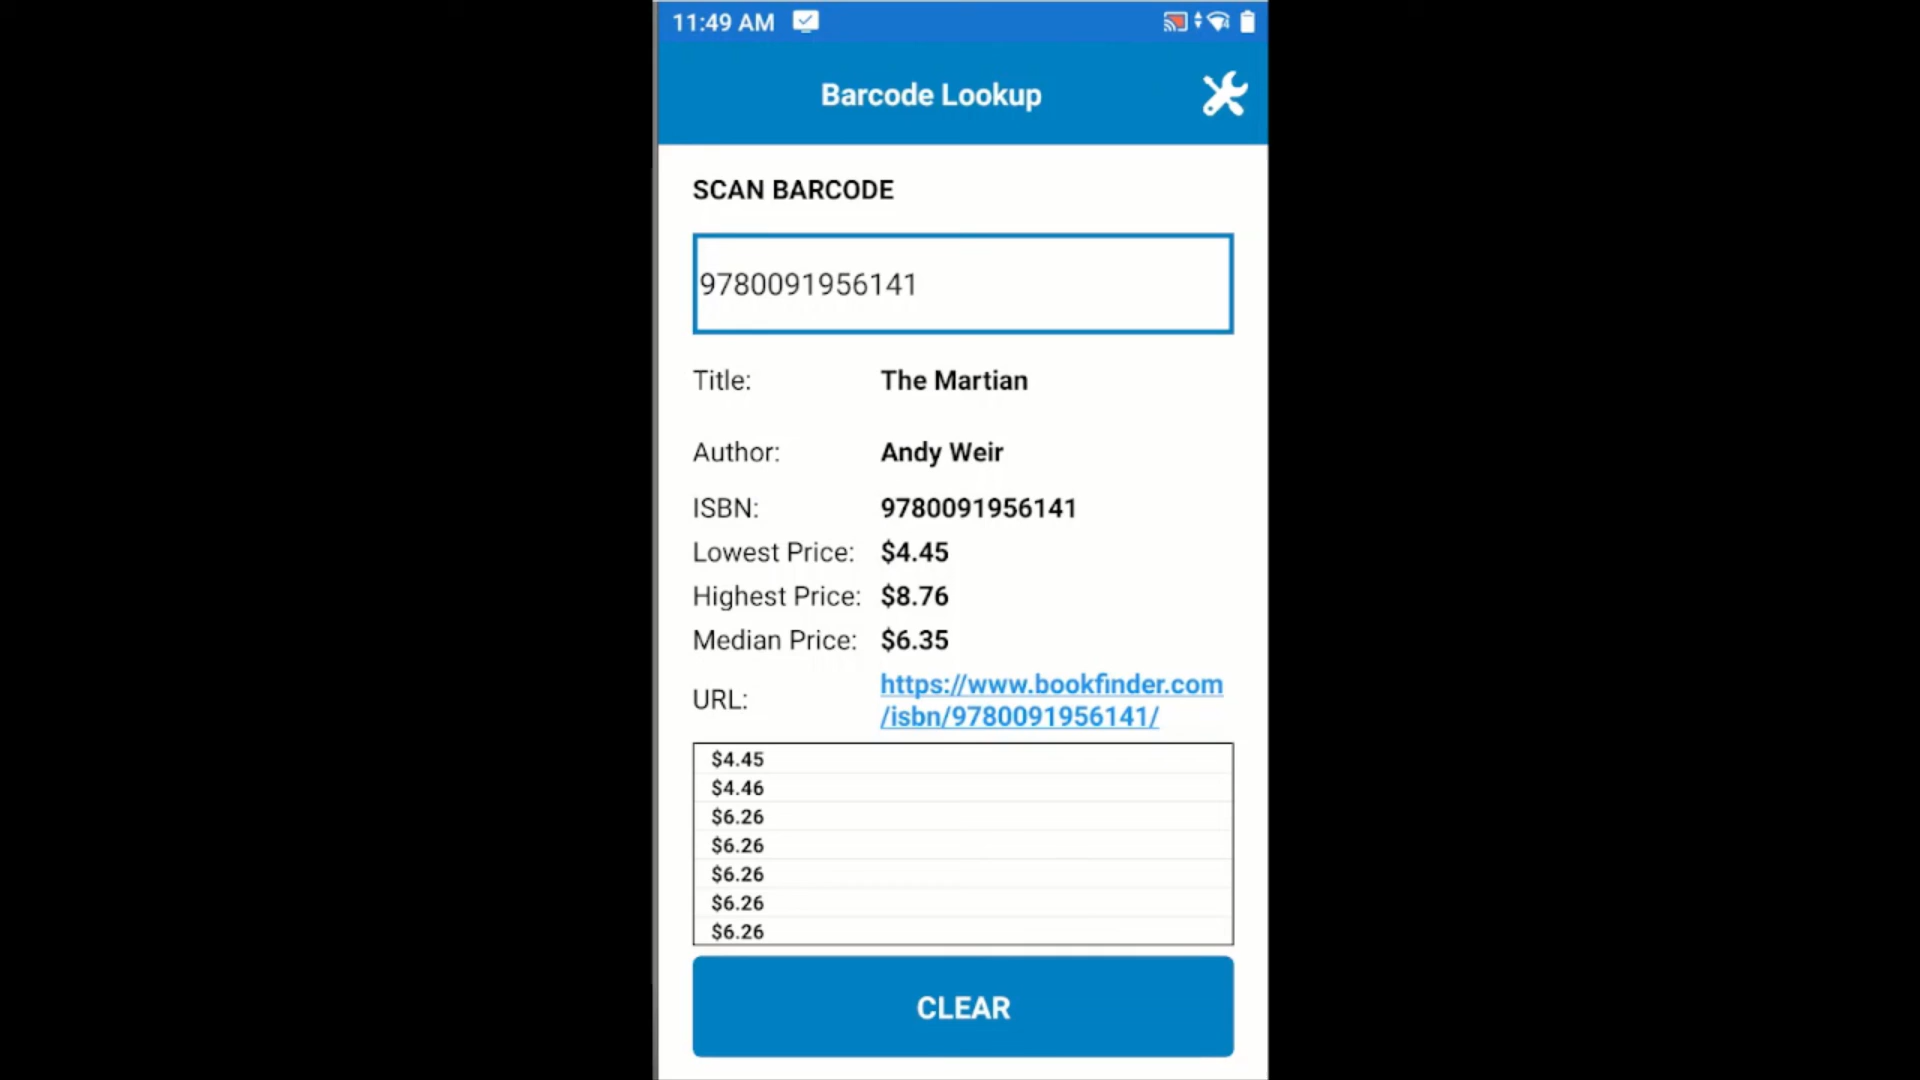 11:49 AM
Barcode Lookup
SCAN BARCODE
9780091956141
Title: The Martian
Author: Andy Weir
ISBN: 9780091956141
Lowest Price: $4.45
Highest Price: $8.76
Median Price: $6.35
URL: https://www.bookfinder.com
/isbn/9780091956141/
$4.45
$4.46
$6.26
$6.26
$6.26
$6.26
$6.26
CLEAR